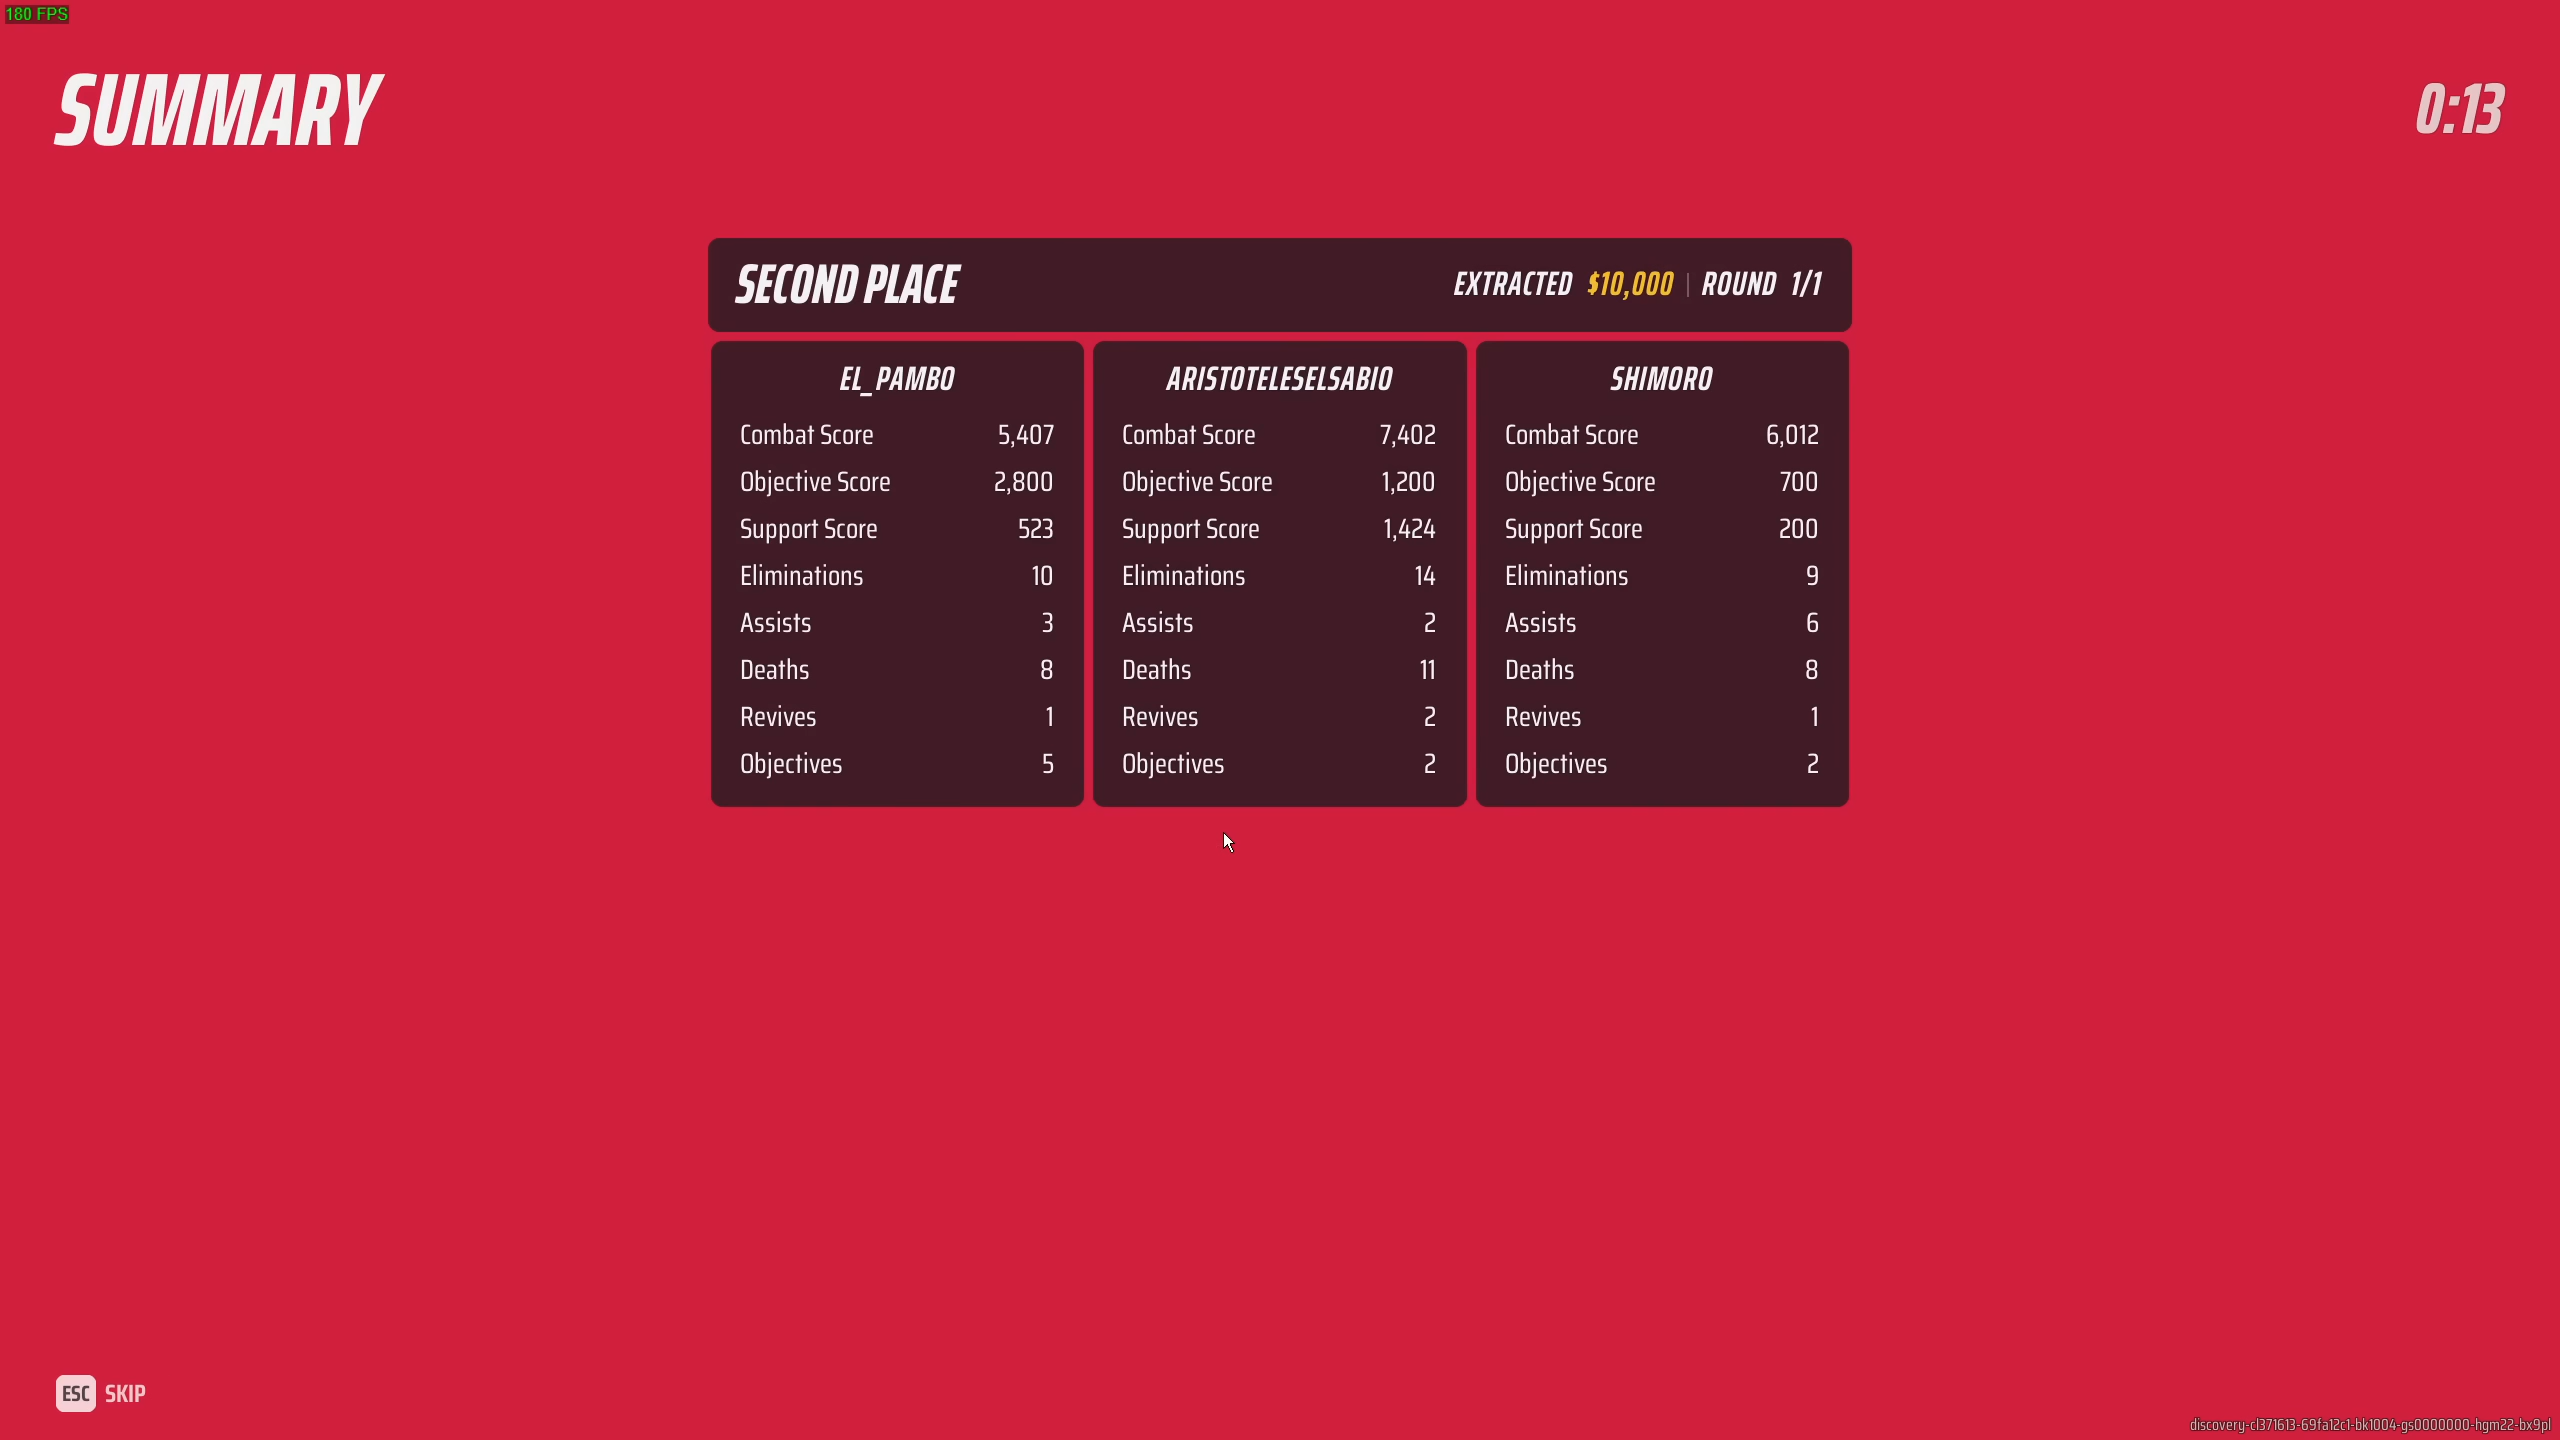 180 FPS
SUMMARY
0:13
SECOND PLACE
EXTRACTED $10,000 | ROUND 1/1
EL_PAMBO
Combat Score 5,407
Objective Score 2,800
Support Score 523
Eliminations 10
Assists 3
Deaths 8
Revives 1
Objectives 5
ARISTOTELESELSABIO
Combat Score 7,402
Objective Score 1,200
Support Score 1,424
Eliminations 14
Assists 2
Deaths 11
Revives 2
Objectives 2
SHIMORO
Combat Score 6,012
Objective Score 700
Support Score 200
Eliminations 9
Assists 6
Deaths 8
Revives 1
Objectives 2
ESC SKIP
discovery-cl371613-69fa12c1-bk1004-gs0000000-hgm22-bx9pl